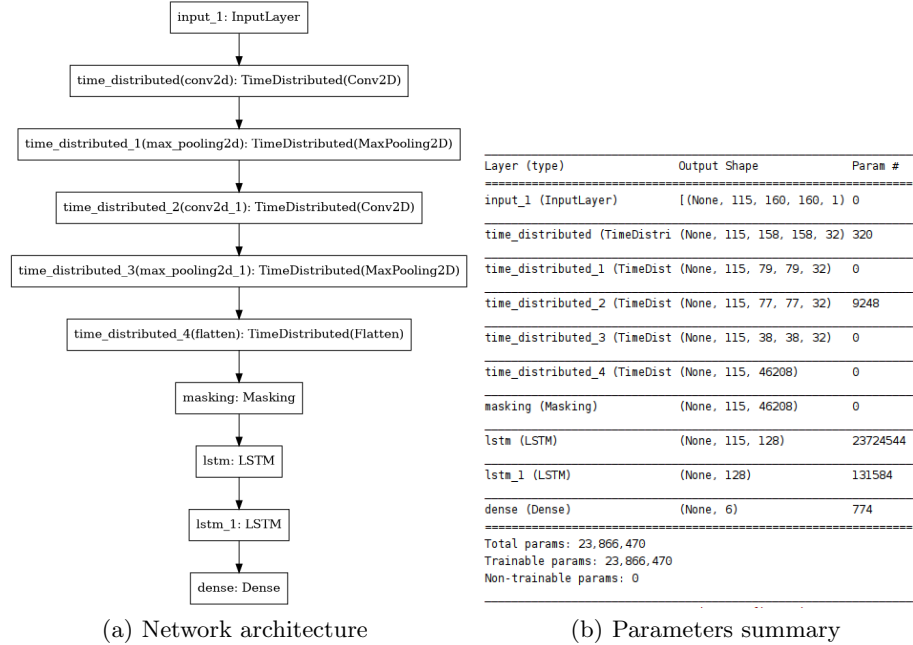 input_1: InputLayer
time_distributed(conv2d): TimeDistributed(Conv2D)
time_distributed_1(max_pooling2d): TimeDistributed(MaxPooling2D)
time_distributed_2(conv2d_1): TimeDistributed(Conv2D)
time_distributed_3(max_pooling2d_1): TimeDistributed(MaxPooling2D)
time_distributed_4(flatten): TimeDistributed(Flatten)
masking: Masking
lstm: LSTM
lstm_1: LSTM
dense: Dense
(a) Network architecture
Layer (type) Output Shape Param #
input_1 (InputLayer) [(None, 115, 160, 160, 1) 0
time_distributed (TimeDistri (None, 115, 158, 158, 32) 320
time_distributed_1 (TimeDist (None, 115, 79, 79, 32) 0
time_distributed_2 (TimeDist (None, 115, 77, 77, 32) 9248
time_distributed_3 (TimeDist (None, 115, 38, 38, 32) 0
time_distributed_4 (TimeDist (None, 115, 46208) 0
masking (Masking) (None, 115, 46208) 0
lstm (LSTM) (None, 115, 128) 23724544
lstm_1 (LSTM) (None, 128) 131584
dense (Dense) (None, 6) 774
Total params: 23,866,470
Trainable params: 23,866,470
Non-trainable params: 0
(b) Parameters summary